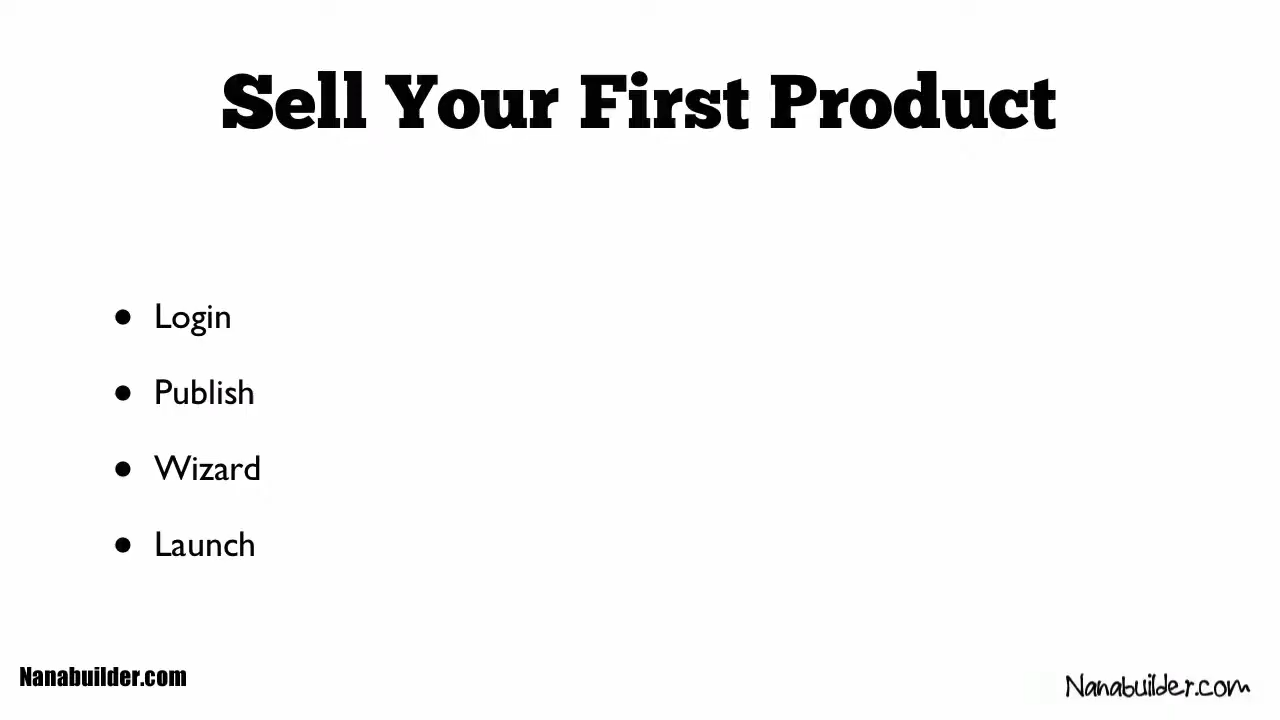 Sell Your First Product
Login
Publish
Wizard
Launch
Nanabuilder.com
Nanabuilder.com